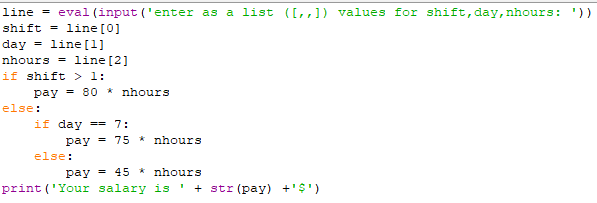 line = eval(input('enter as a list ([,,]) values for shift,day,nhours: '))
shift = line[0]
day = line[1]
nhours = line[2]
if shift > 1:
    pay = 80 * nhours
else:
    if day == 7:
        pay = 75 * nhours
    else:
        pay = 45 * nhours
print('Your salary is ' + str(pay) +'$')